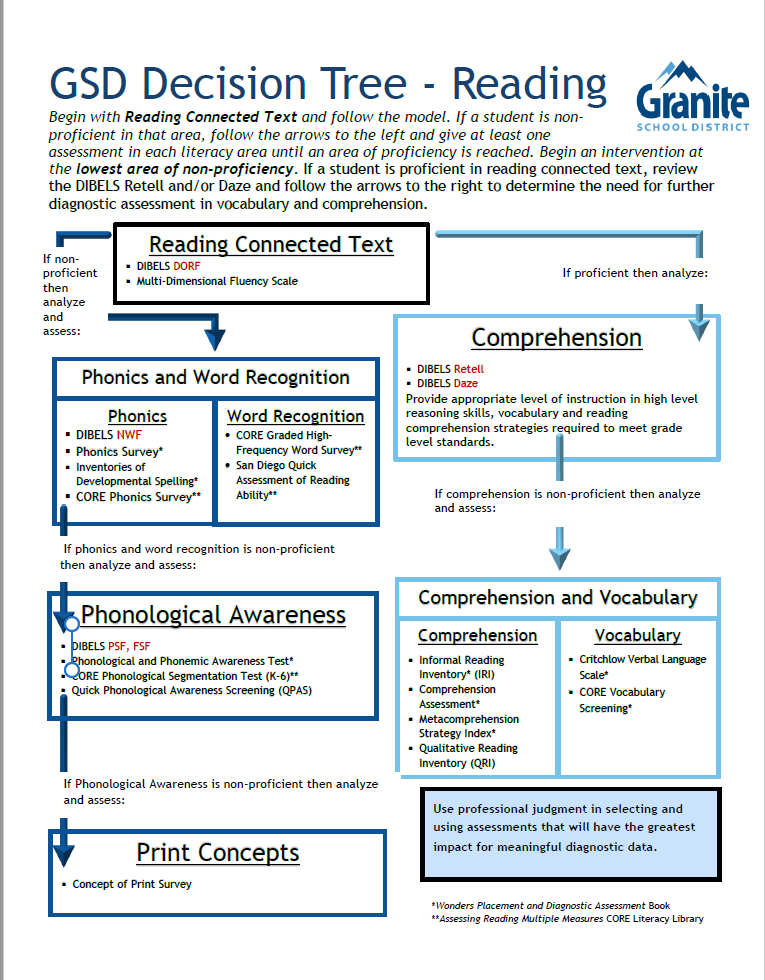 GSD Decision Tree - Reading
Granite
SCHOOL DISTRICT
Begin with Reading Connected Text and follow the model. If a student is non-
proficient in that area, follow the arrows to the left and give at least one
assessment in each literacy area until an area of proficiency is reached. Begin an intervention at
the lowest area of non-proficiency. If a student is proficient in reading connected text, review
the DIBELS Retell and/or Daze and follow the arrows to the right to determine the need for further
diagnostic assessment in vocabulary and comprehension.
Reading Connected Text
▪ DIBELS DORF
▪ Multi-Dimensional Fluency Scale
If non-
proficient
then
analyze
and
assess:
If proficient then analyze:
Phonics and Word Recognition
Phonics
▪ DIBELS NWF
▪ Phonics Survey*
▪ Inventories of
Developmental Spelling*
▪ CORE Phonics Survey**
Word Recognition
• CORE Graded High-
Frequency Word Survey**
• San Diego Quick
Assessment of Reading
Ability**
Comprehension
▪ DIBELS Retell
▪ DIBELS Daze
Provide appropriate level of instruction in high level
reasoning skills, vocabulary and reading
comprehension strategies required to meet grade
level standards.
If phonics and word recognition is non-proficient
then analyze and assess:
If comprehension is non-proficient then analyze
and assess:
Phonological Awareness
▪ DIBELS PSF, FSF
▪ Phonological and Phonemic Awareness Test*
▪ CORE Phonological Segmentation Test (K-6)**
▪ Quick Phonological Awareness Screening (QPAS)
Comprehension and Vocabulary
Comprehension
▪ Informal Reading
Inventory* (IRI)
▪ Comprehension
Assessment*
▪ Metacomprehension
Strategy Index*
▪ Qualitative Reading
Inventory (QRI)
Vocabulary
▪ Critchlow Verbal Language
Scale*
▪ CORE Vocabulary
Screening*
If Phonological Awareness is non-proficient then analyze
and assess:
Print Concepts
▪ Concept of Print Survey
Use professional judgment in selecting and
using assessments that will have the greatest
impact for meaningful diagnostic data.
*Wonders Placement and Diagnostic Assessment Book
**Assessing Reading Multiple Measures CORE Literacy Library